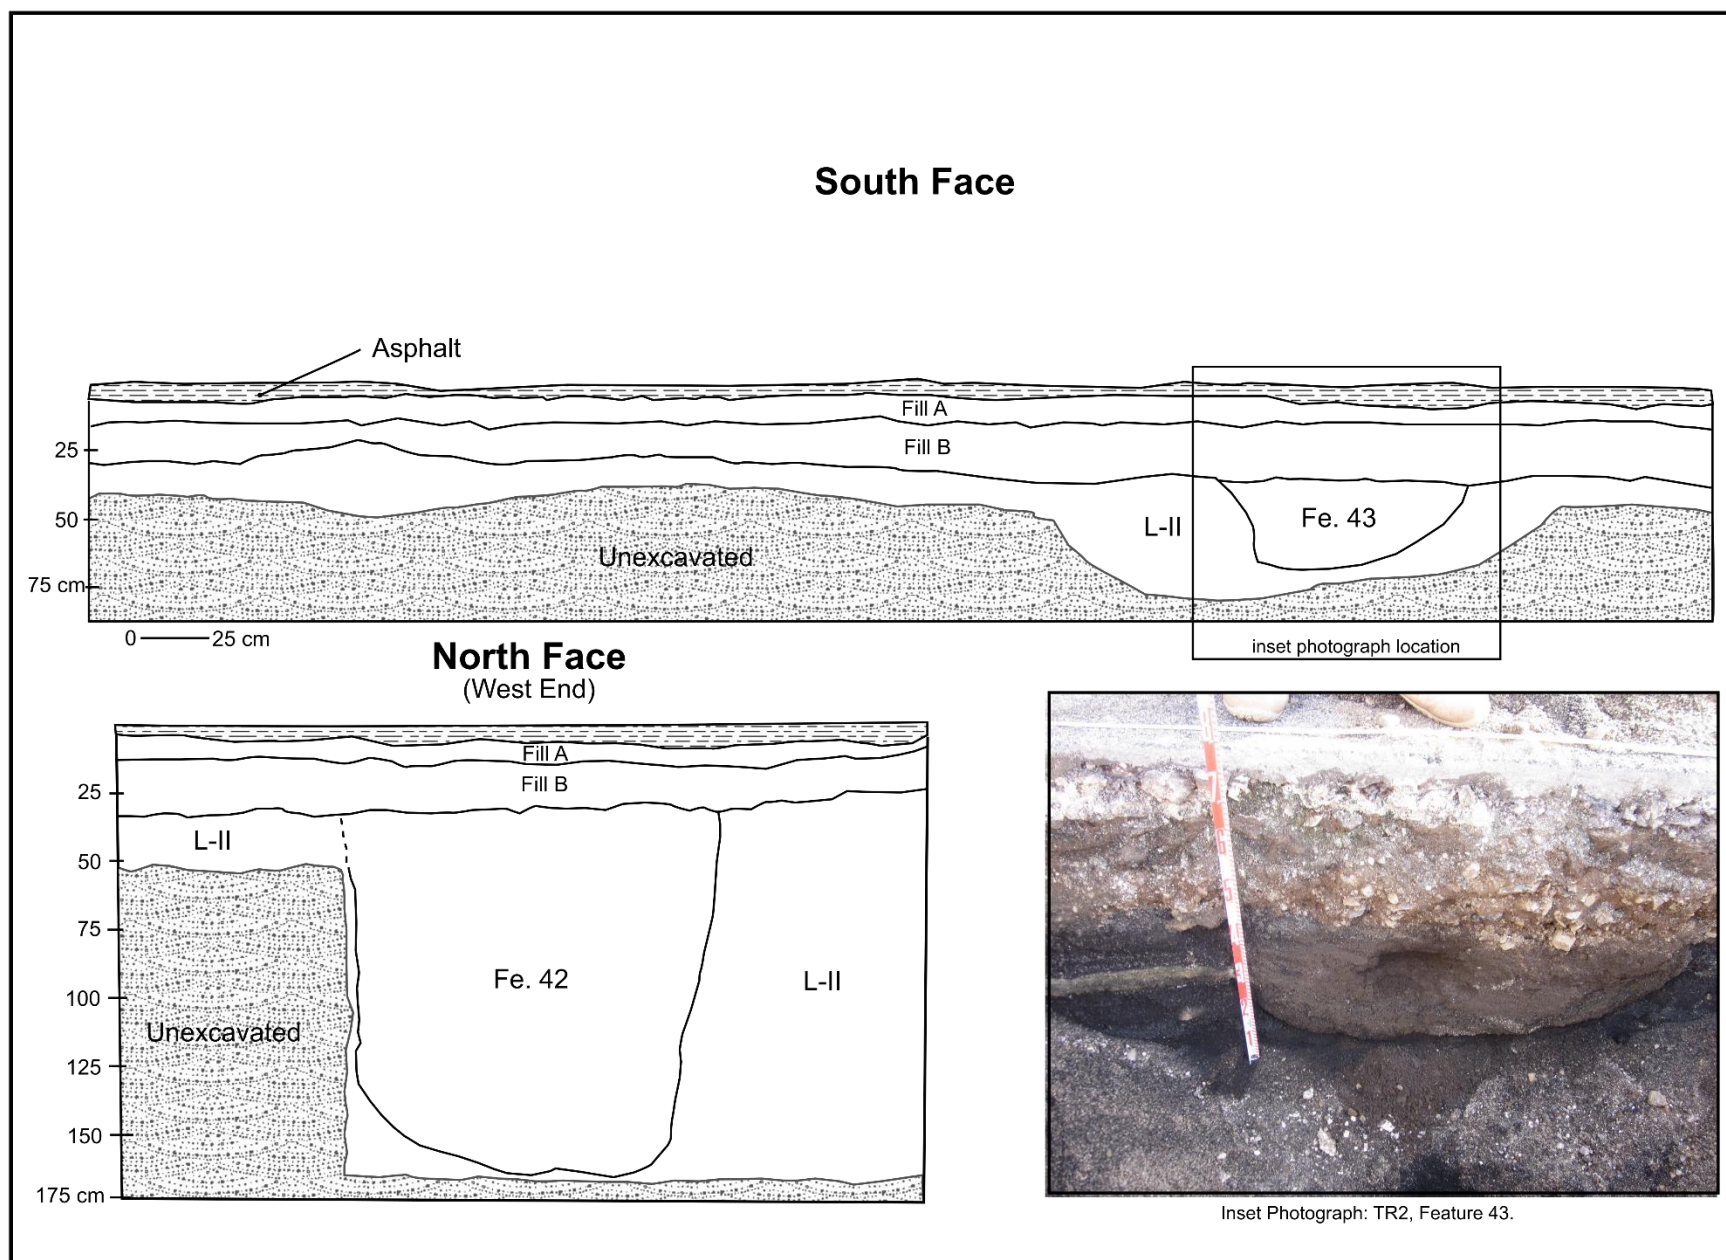 South Face
Asphalt
Fill A
Fill B
25
50
75 cm
L-II
Fe. 43
Unexcavated
0 25 cm
inset photograph location
North Face
(West End)
Fill A
Fill B
25
L-II
50
75
Fe. 42
L-II
100
Unexcavated
125
150
175 cm
Inset Photograph: TR2, Feature 43.